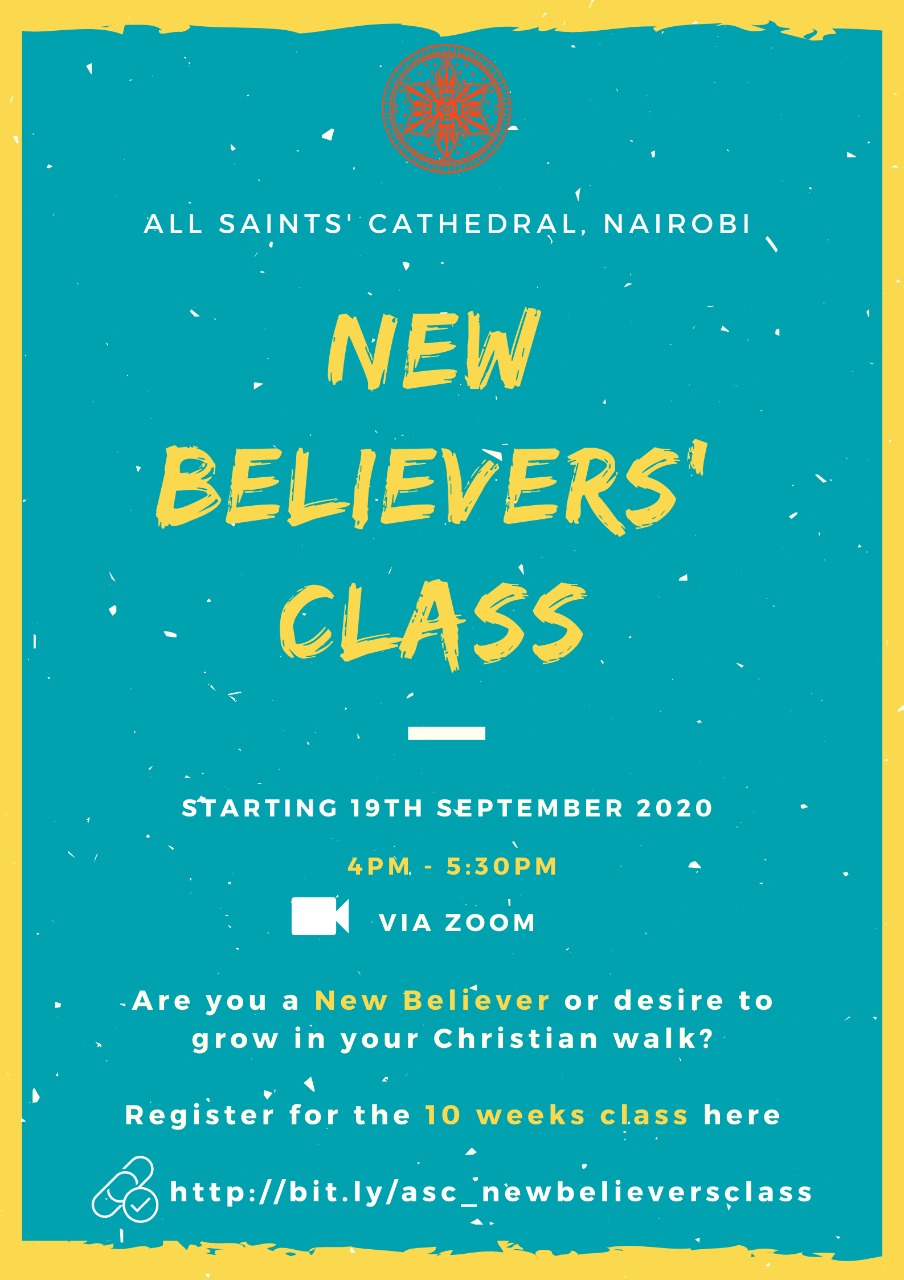 ALL SAINTS' CATHEDRAL, NAIROBI
NEW
BELIEVERS'
CLASS
STARTING 19TH SEPTEMBER 2020
4PM - 5:30PM
VIA ZOOM
Are you a New Believer or desire to
grow in your Christian walk?
Register for the 10 weeks class here
http://bit.ly/asc_newbelieversclass